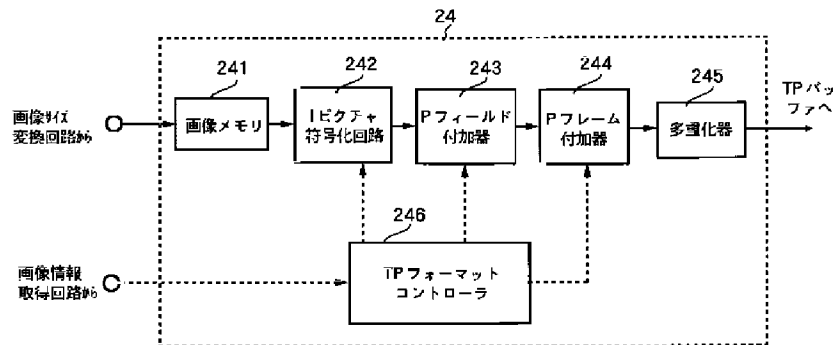 24
241
242
243
244
245
画像サイズ
変換回路から
画像メモリ
Iピクチャ
符号化回路
Pフィールド
付加器
Pフレーム
付加器
多重化器
TPバッ
ファへ
246
画像情報
取得回路から
TPフォーマット
コントローラ